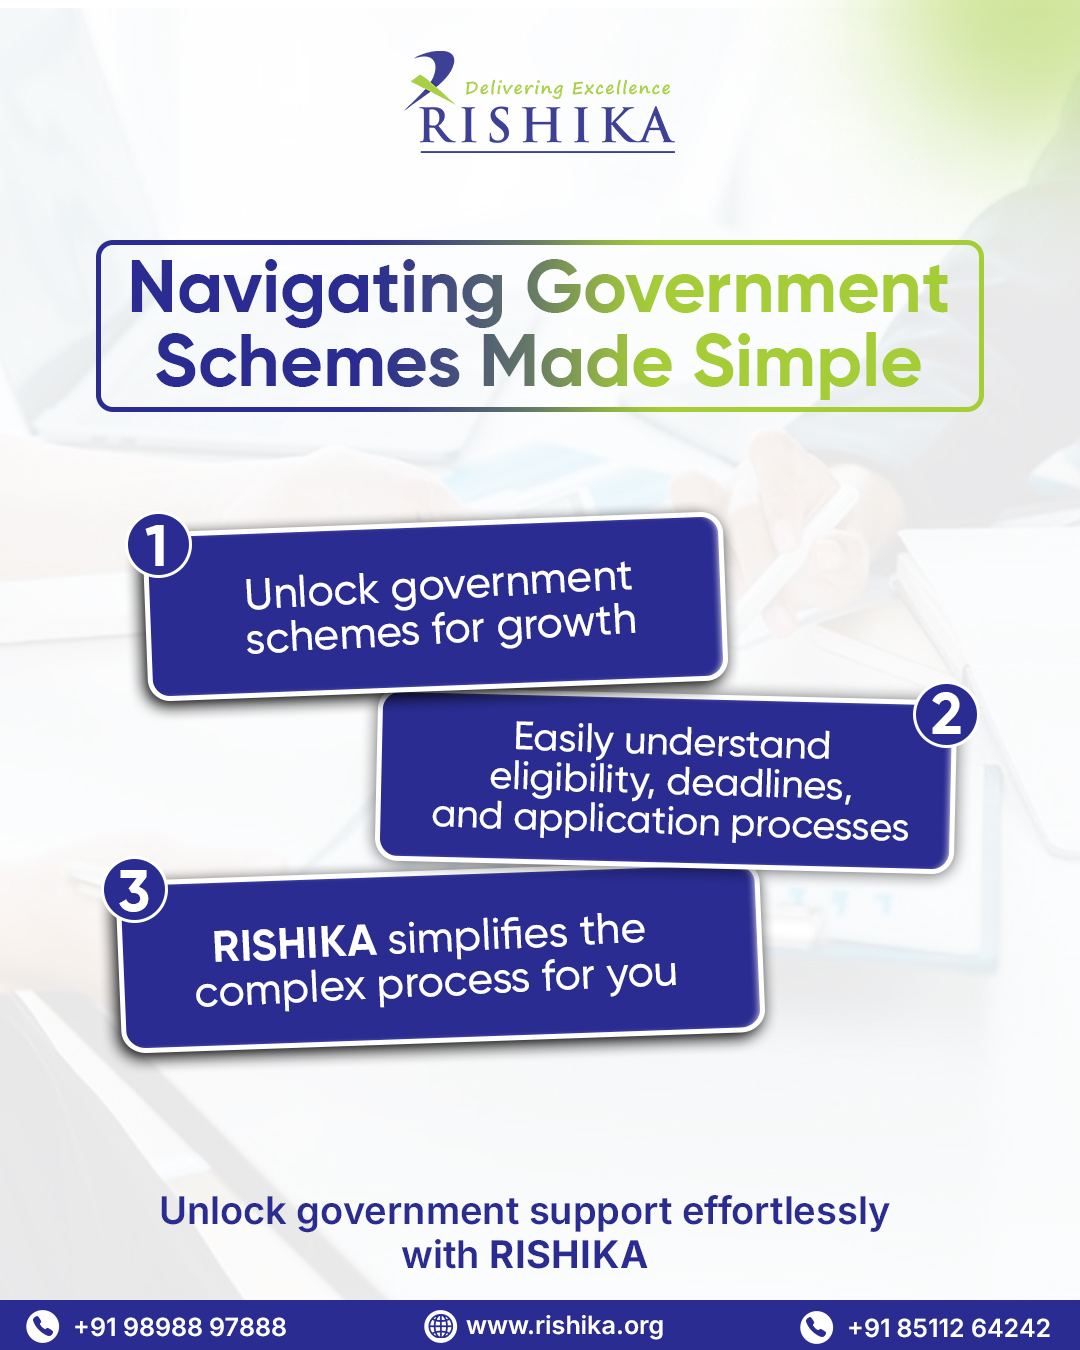 Delivering Excellence
RISHIKA
Navigating Government
Schemes Made Simple
1
Unlock government
schemes for growth
2
Easily understand
eligibility, deadlines,
and application processes
3
RISHIKA simplifies the
complex process for you
Unlock government support effortlessly
with RISHIKA
+91 98988 97888
www.rishika.org
+91 85112 64242